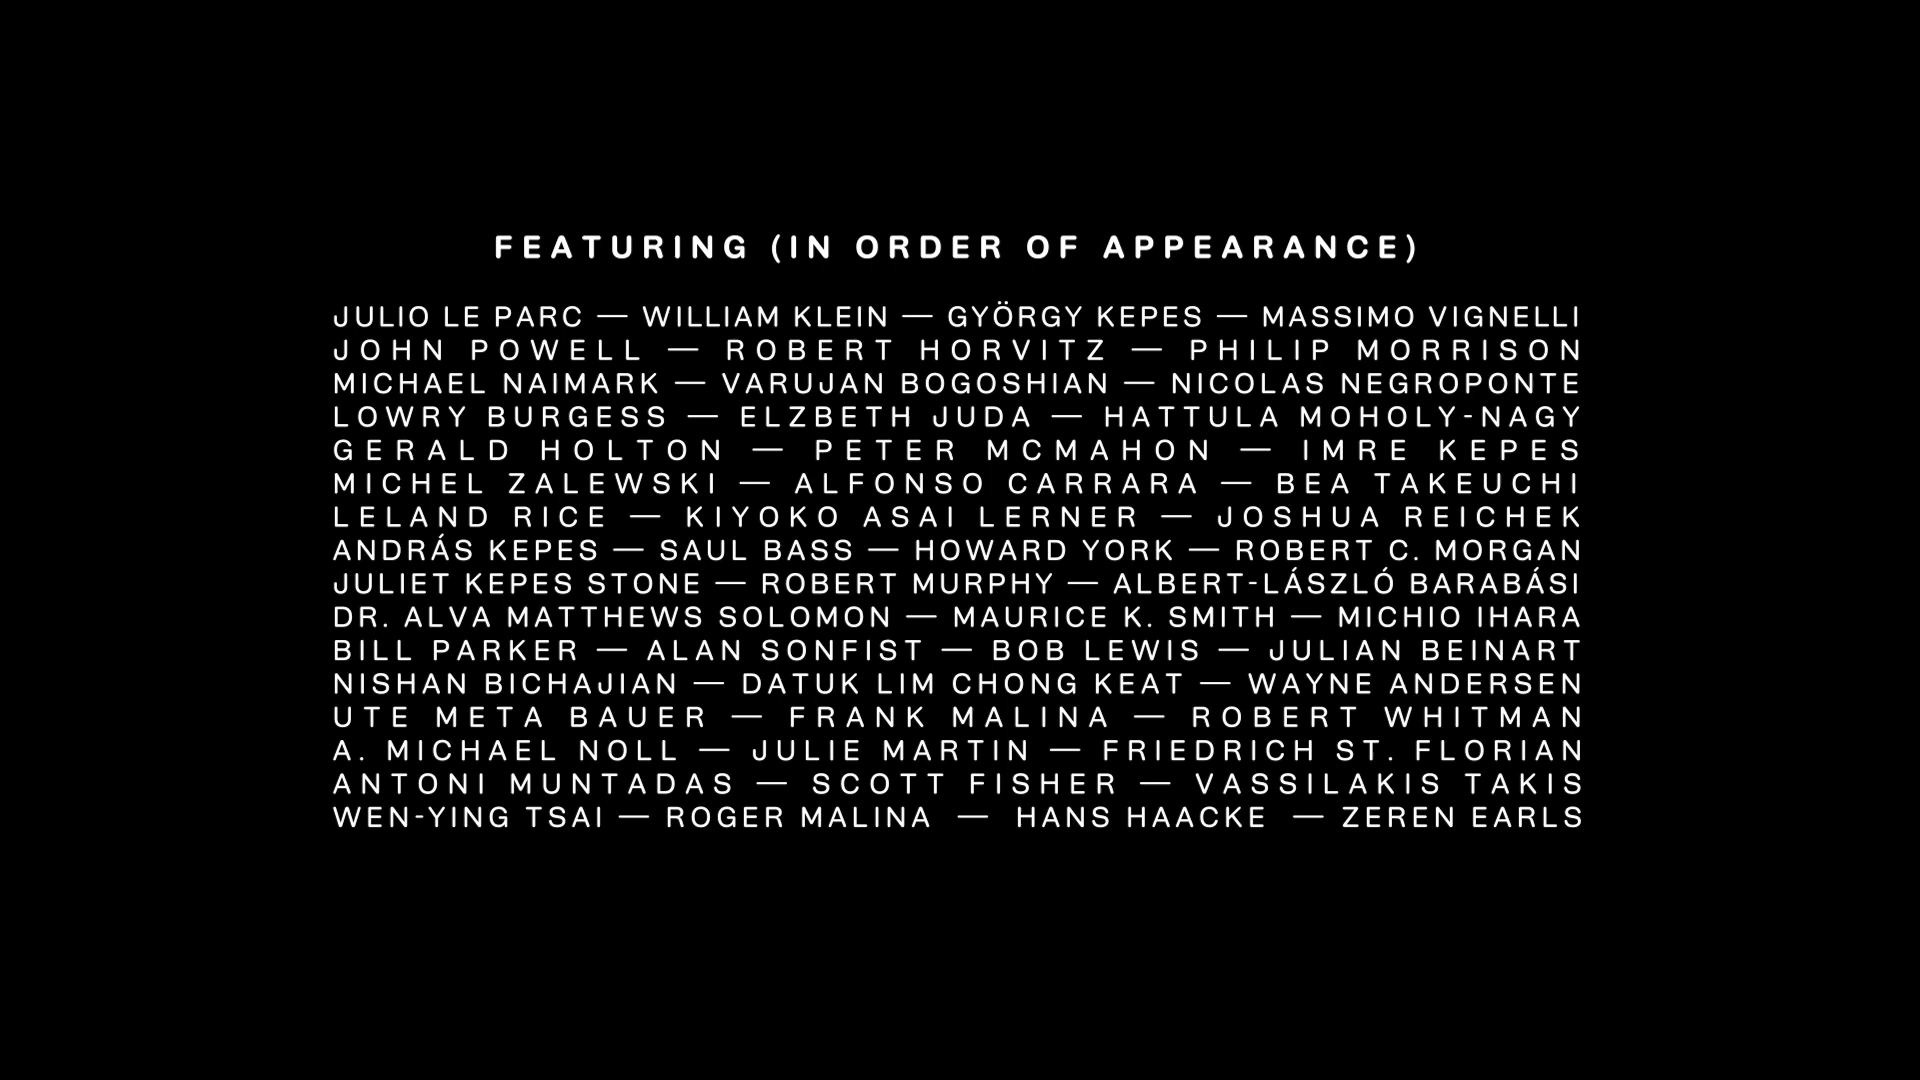 FEATURING (IN ORDER OF APPEARANCE)
JULIO LE PARC — WILLIAM KLEIN — GYÖRGY KEPES — MASSIMO VIGNELLI
JOHN POWELL — ROBERT HORVITZ — PHILIP MORRISON
MICHAEL NAIMARK — VARUJAN BOGOSHIAN — NICOLAS NEGROPONTE
LOWRY BURGESS — ELZBETH JUDA — HATTULA MOHOLY-NAGY
GERALD HOLTON — PETER MCMAHON — IMRE KEPES
MICHEL ZALEWSKI — ALFONSO CARRARA — BEA TAKEUCHI
LELAND RICE — KIYOKO ASAI LERNER — JOSHUA REICHEK
ANDRÁS KEPES — SAUL BASS — HOWARD YORK — ROBERT C. MORGAN
JULIET KEPES STONE — ROBERT MURPHY — ALBERT-LÁSZLÓ BARABÁSI
DR. ALVA MATTHEWS SOLOMON — MAURICE K. SMITH — MICHIO IHARA
BILL PARKER — ALAN SONFIST — BOB LEWIS — JULIAN BEINART
NISHAN BICHAJIAN — DATUK LIM CHONG KEAT — WAYNE ANDERSEN
UTE META BAUER — FRANK MALINA — ROBERT WHITMAN
A. MICHAEL NOLL — JULIE MARTIN — FRIEDRICH ST. FLORIAN
ANTONI MUNTADAS — SCOTT FISHER — VASSILAKIS TAKIS
WEN-YING TSAI — ROGER MALINA — HANS HAACKE — ZEREN EARLS